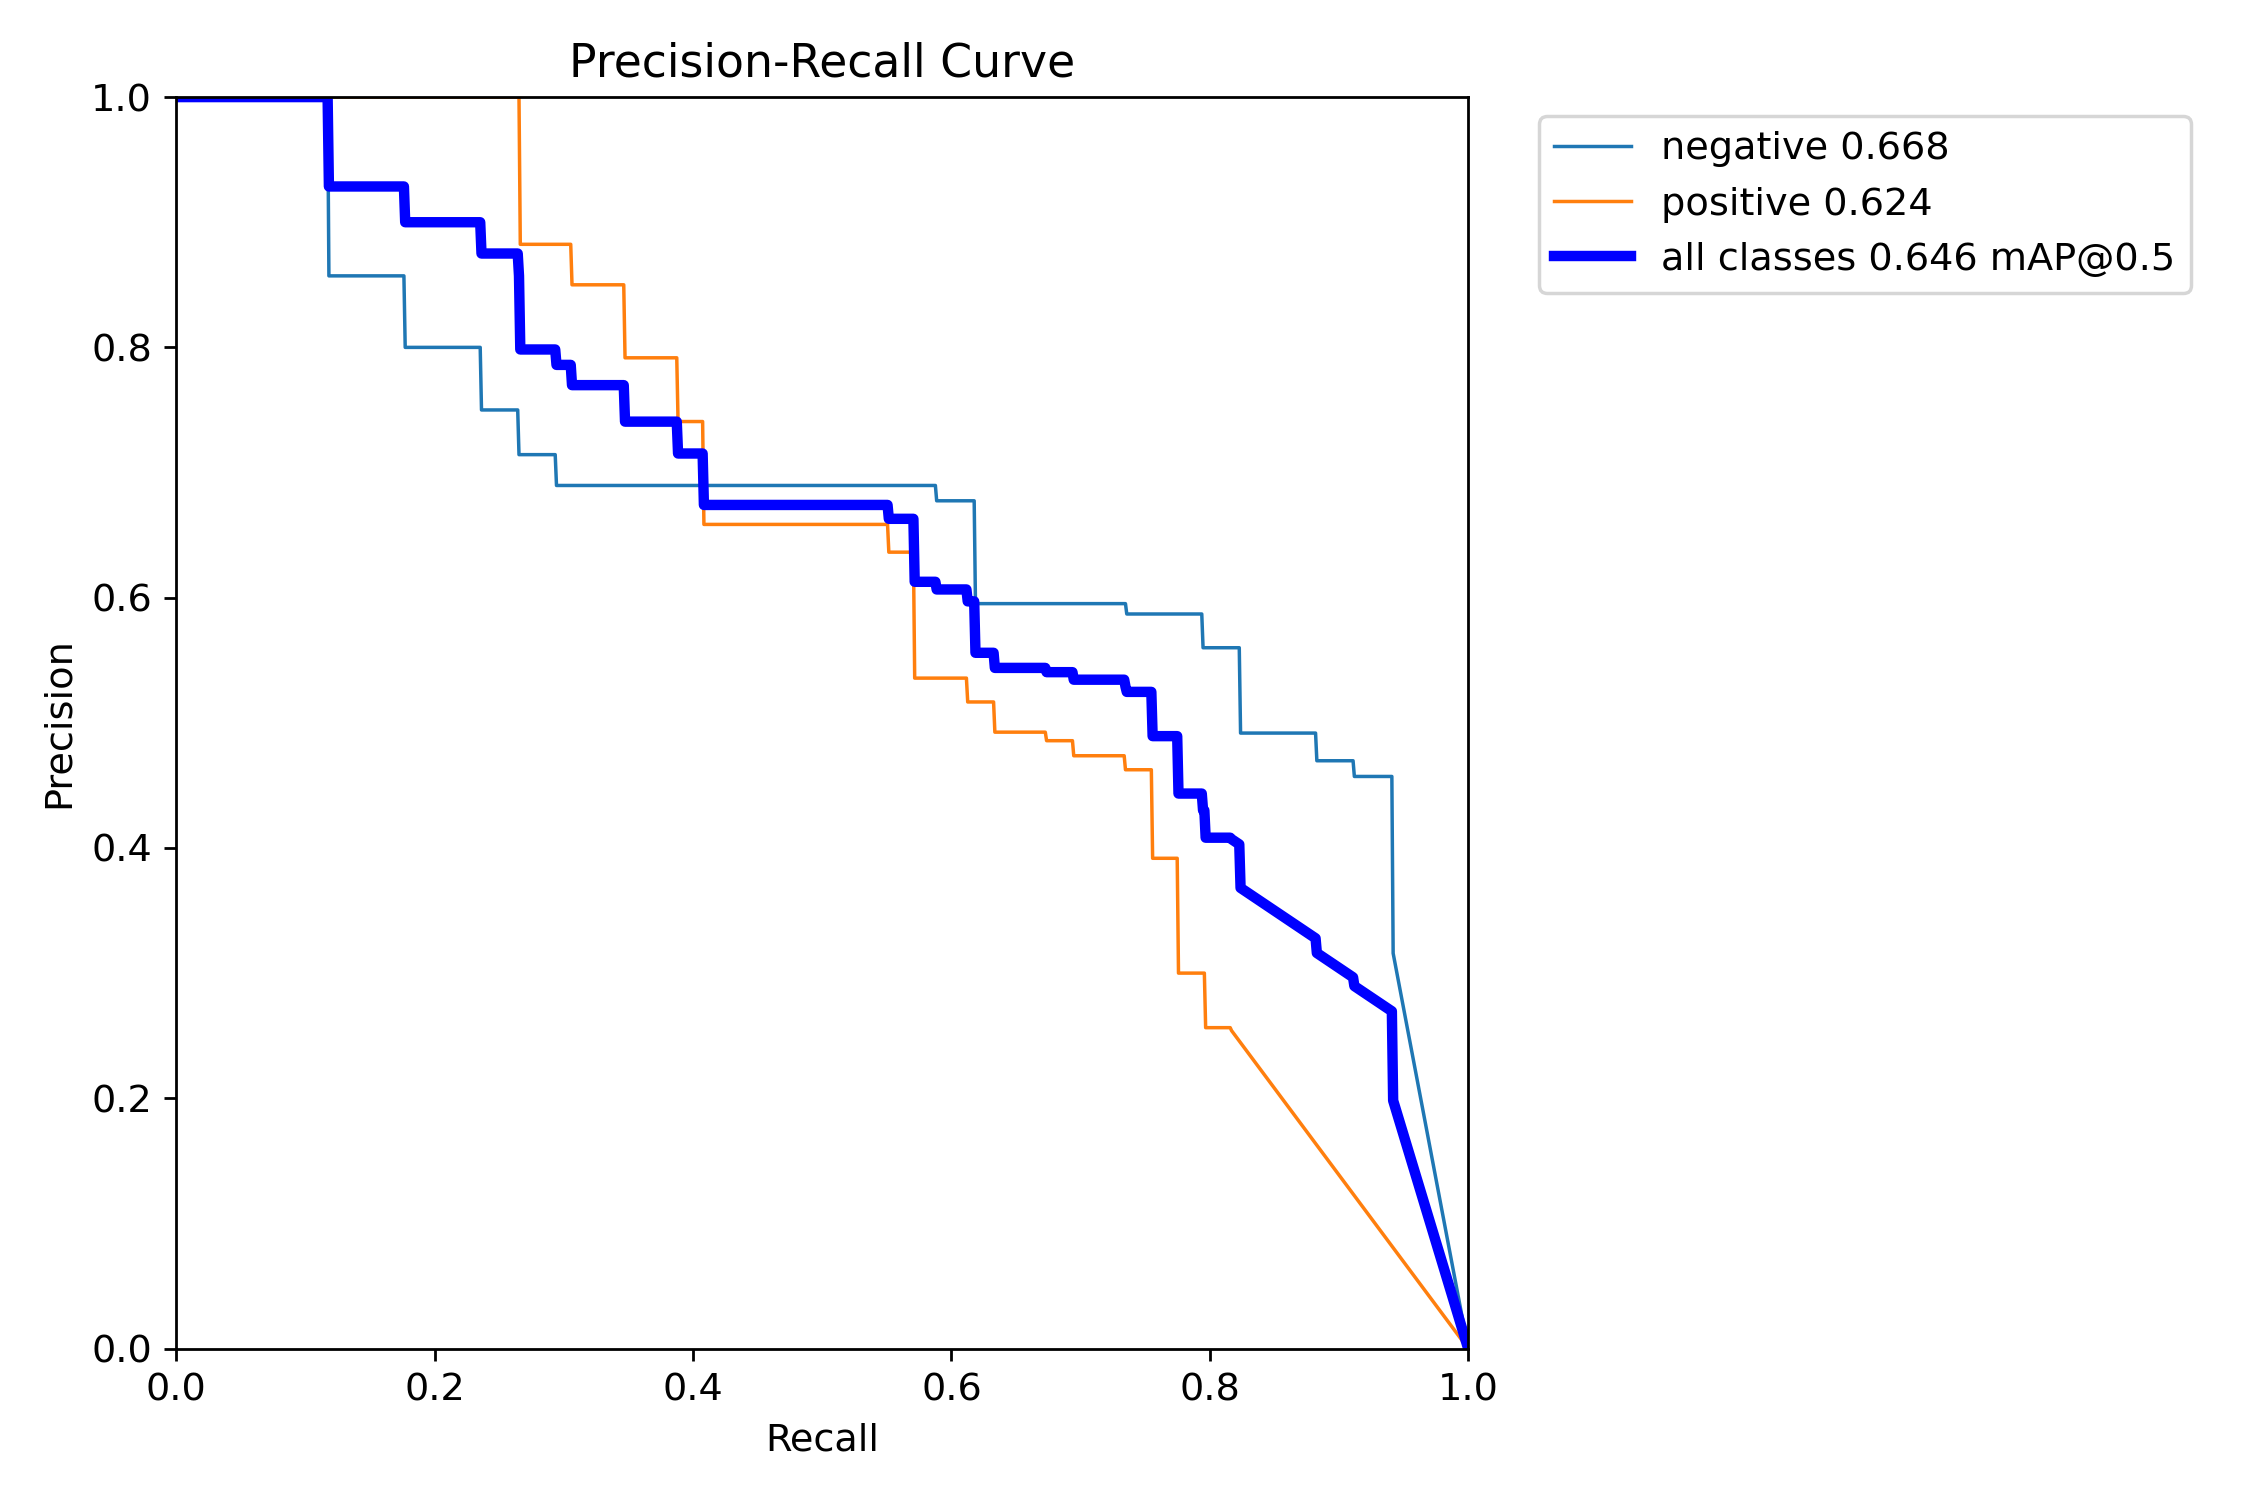 Precision-Recall Curve
1.0
0.8
0.6
0.4
0.2
0.0
Precision
0.0 0.2 0.4 0.6 0.8 1.0
Recall
negative 0.668
positive 0.624
all classes 0.646 mAP@0.5